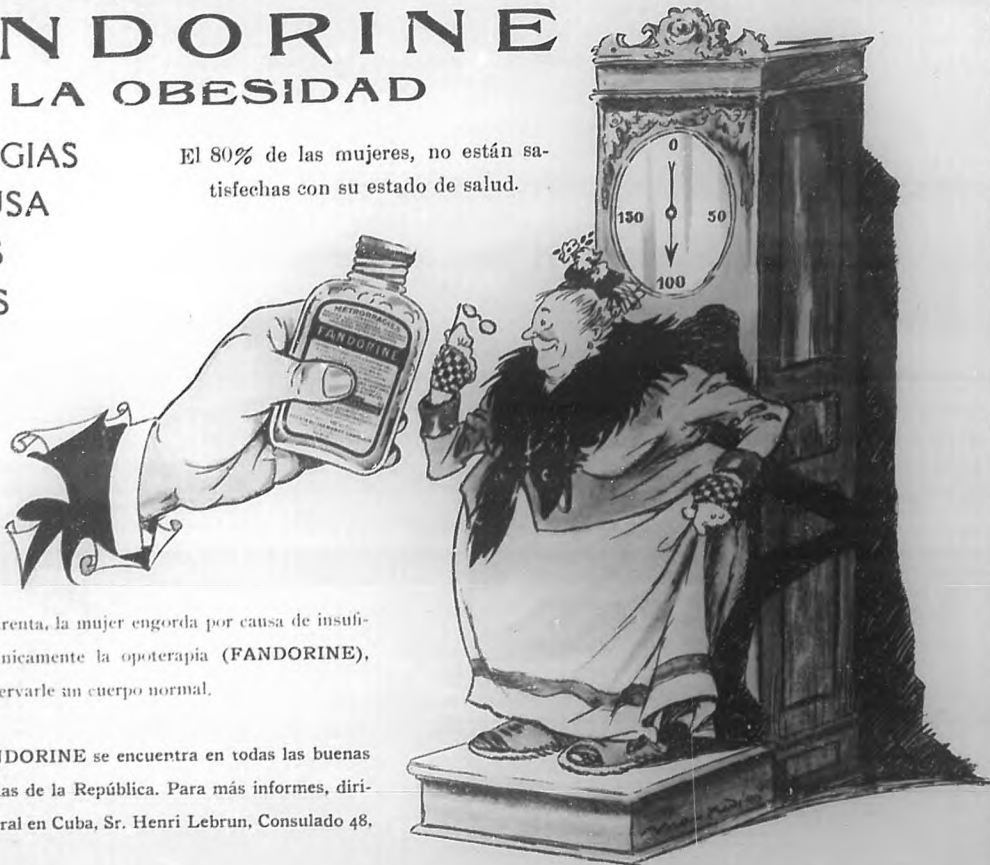 NDORINE
LA OBESIDAD
GIAS
USA
S
S
El 80% de las mujeres, no están sa-
tisfechas con su estado de salud.
0
150
50
100
METRORRAGIES
FANDORINE
renta, la mujer engorda por causa de insufi-
nicamente la opoterapia (FANDORINE),
ervarle un cuerpo normal.
NDORINE se encuentra en todas las buenas
as de la República. Para más informes, diri-
ral en Cuba, Sr. Henri Lebrun, Consulado 48,